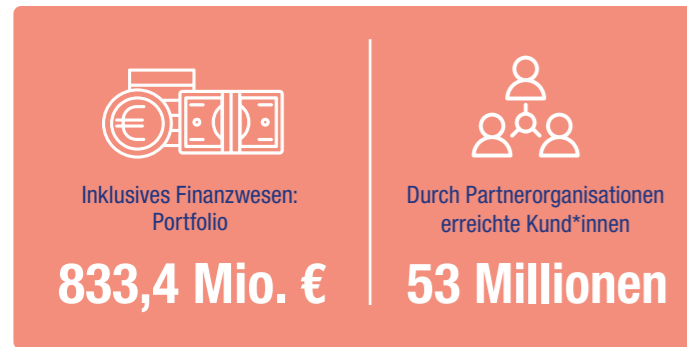 Inklusives Finanzwesen:
Portfolio
833,4 Mio. €
Durch Partnerorganisationen
erreichte Kund*innen
53 Millionen